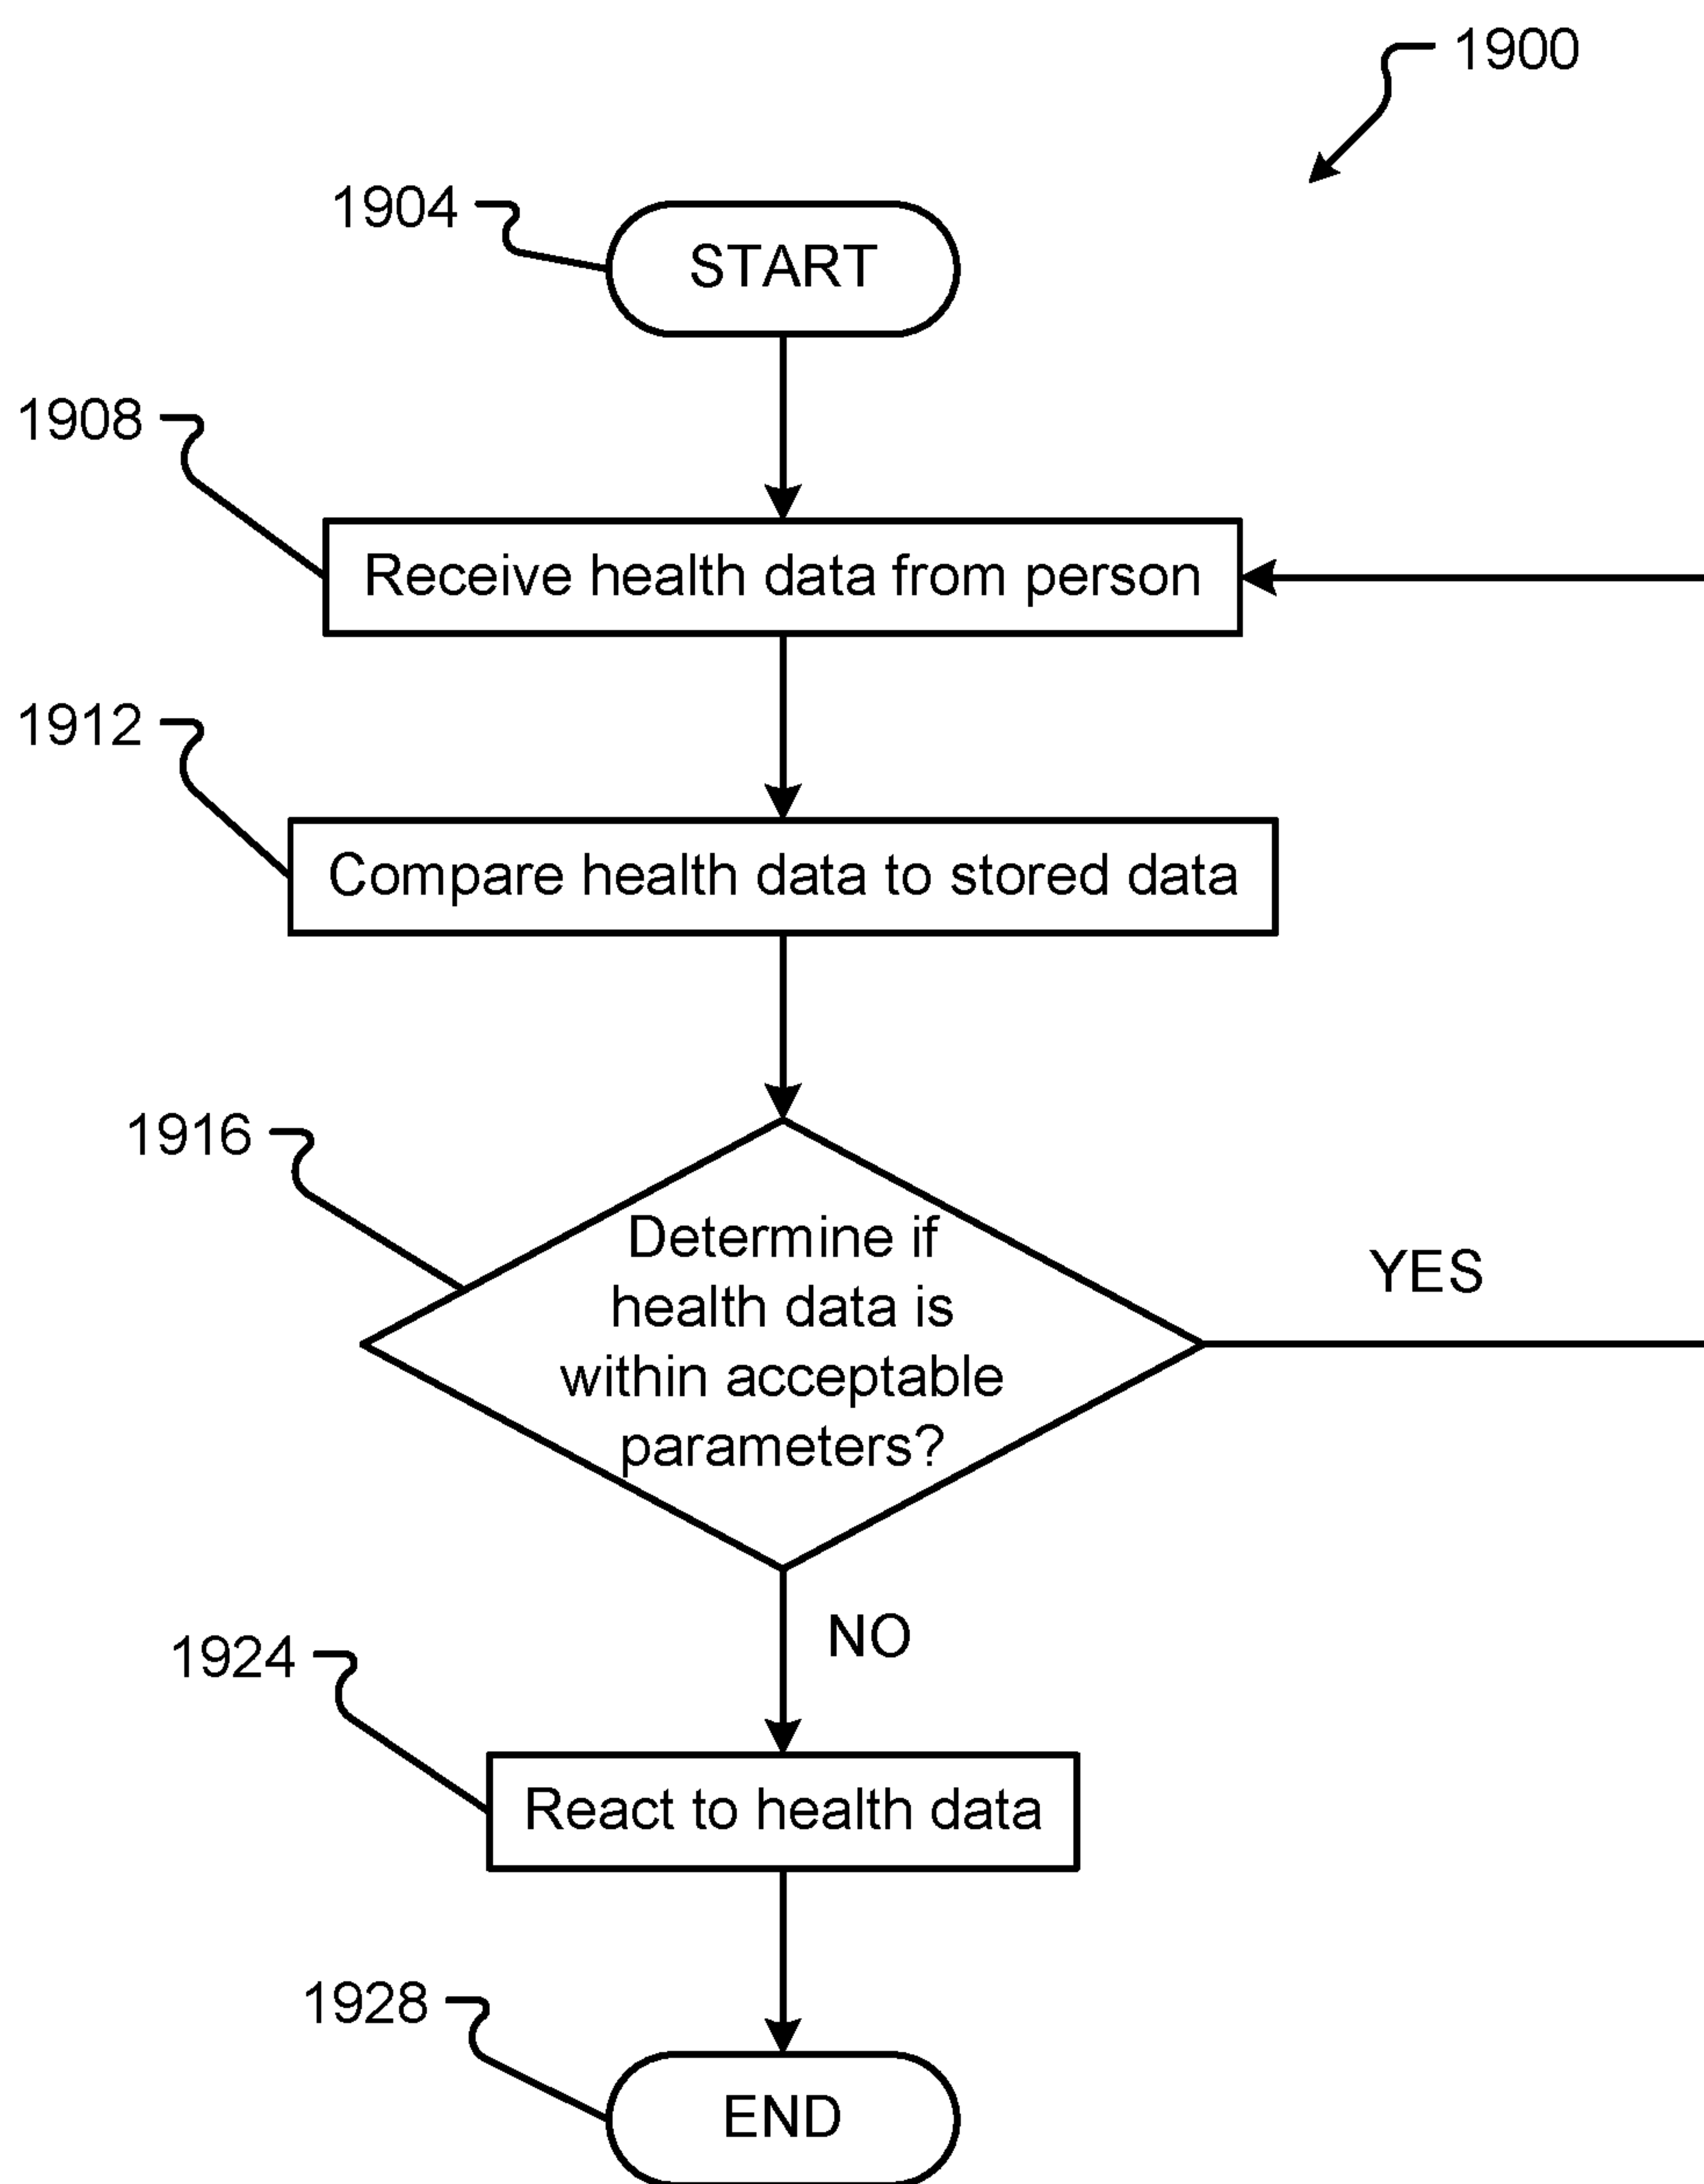 1900
1904
START
1908
Receive health data from person
1912
Compare health data to stored data
1916
Determine if
health data is
within acceptable
parameters?
YES
NO
1924
React to health data
1928
END